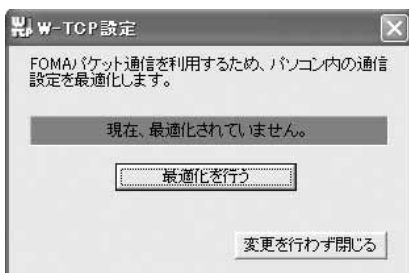 W-TCP設定
FOMAパケット通信を利用するため、パソコン内の通信
設定を最適化します。
現在、最適化されていません。
最適化を行う
変更を行わず閉じる